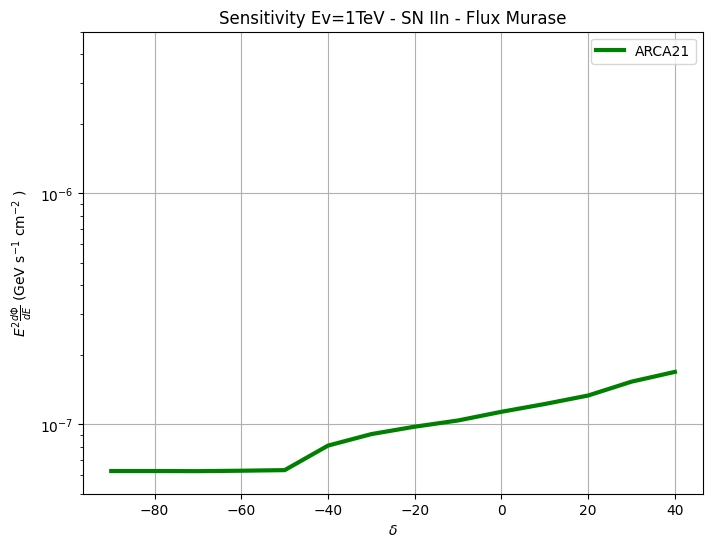 Sensitivity Ev=1TeV - SN IIn - Flux Murase
ARCA21
E² dΦ/dE (GeV s⁻¹ cm⁻² )
10⁻⁶
10⁻⁷
−80 −60 −40 −20 0 20 40
δ